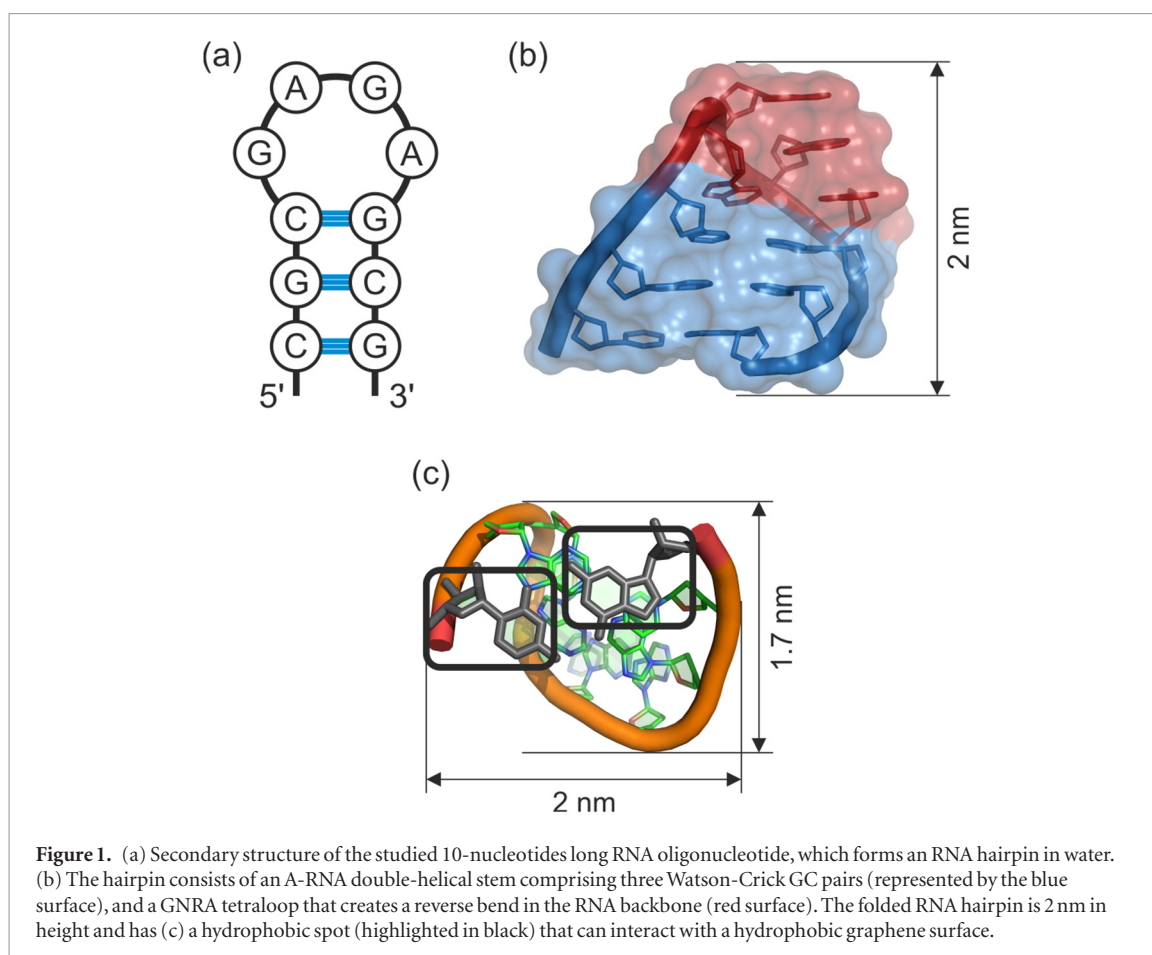 (a)
A G
G A
C G
G C
C G
5' 3'
(b)
2 nm
(c)
1.7 nm
2 nm
Figure 1. (a) Secondary structure of the studied 10-nucleotides long RNA oligonucleotide, which forms an RNA hairpin in water.
(b) The hairpin consists of an A-RNA double-helical stem comprising three Watson-Crick GC pairs (represented by the blue
surface), and a GNRA tetraloop that creates a reverse bend in the RNA backbone (red surface). The folded RNA hairpin is 2 nm in
height and has (c) a hydrophobic spot (highlighted in black) that can interact with a hydrophobic graphene surface.